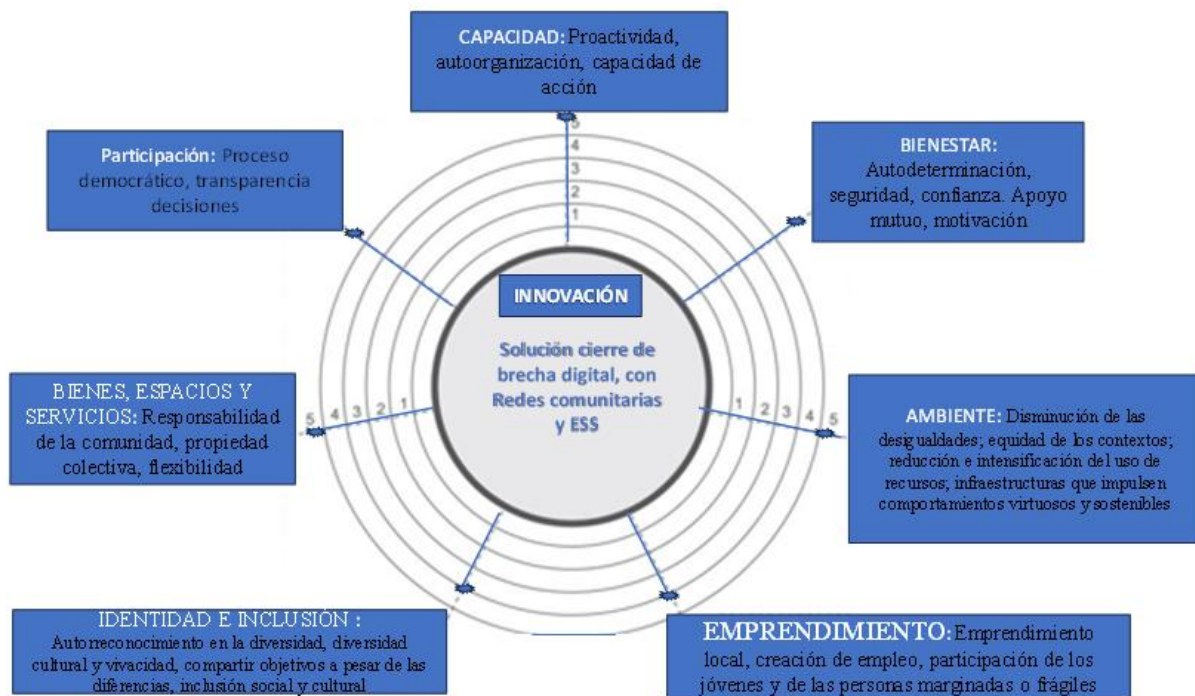 CAPACIDAD: Proactividad,
autoorganización, capacidad de
acción
Participación: Proceso
democrático, transparencia
decisiones
BIENESTAR:
Autodeterminación,
seguridad, confianza. Apoyo
mutuo, motivación
5
4
3
2
1
INNOVACIÓN
Solución cierre de
brecha digital, con
Redes comunitarias
y ESS
BIENES, ESPACIOS Y
SERVICIOS: Responsabilidad
de la comunidad, propiedad
colectiva, flexibilidad
5 4 3 2 1
1 2 3 4 5
AMBIENTE: Disminución de las
desigualdades; equidad de los contextos;
reducción e intensificación del uso de
recursos; infraestructuras que impulsen
comportamientos virtuosos y sostenibles
IDENTIDAD E INCLUSIÓN :
Autorreconocimiento en la diversidad, diversidad
cultural y vivacidad, compartir objetivos a pesar de las
diferencias, inclusión social y cultural
EMPRENDIMIENTO: Emprendimiento
local, creación de empleo, participación de los
jóvenes y de las personas marginadas o frágiles